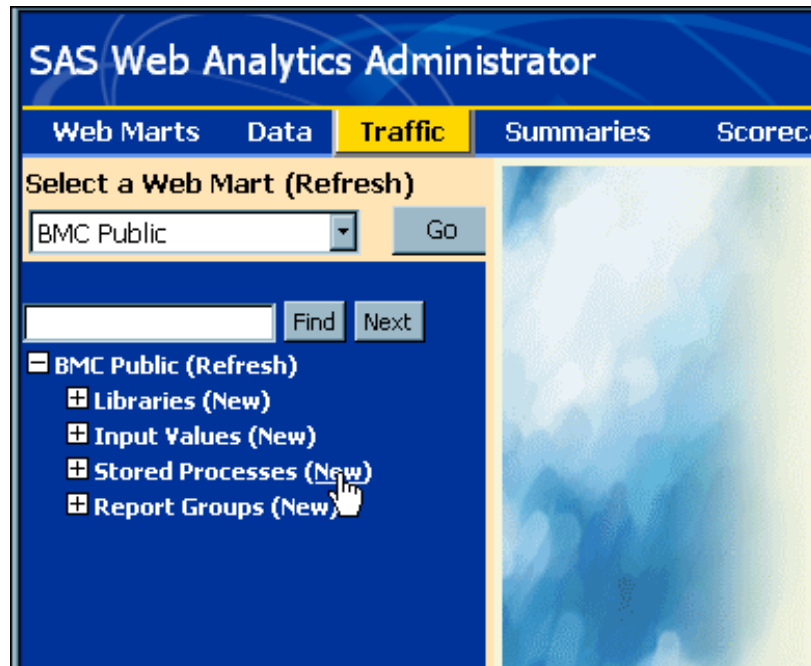 SAS Web Analytics Administrator
Web Marts Data Traffic Summaries Scorec
Select a Web Mart (Refresh)
BMC Public Go
Find Next
BMC Public (Refresh)
Libraries (New)
Input Values (New)
Stored Processes (New)
Report Groups (New)